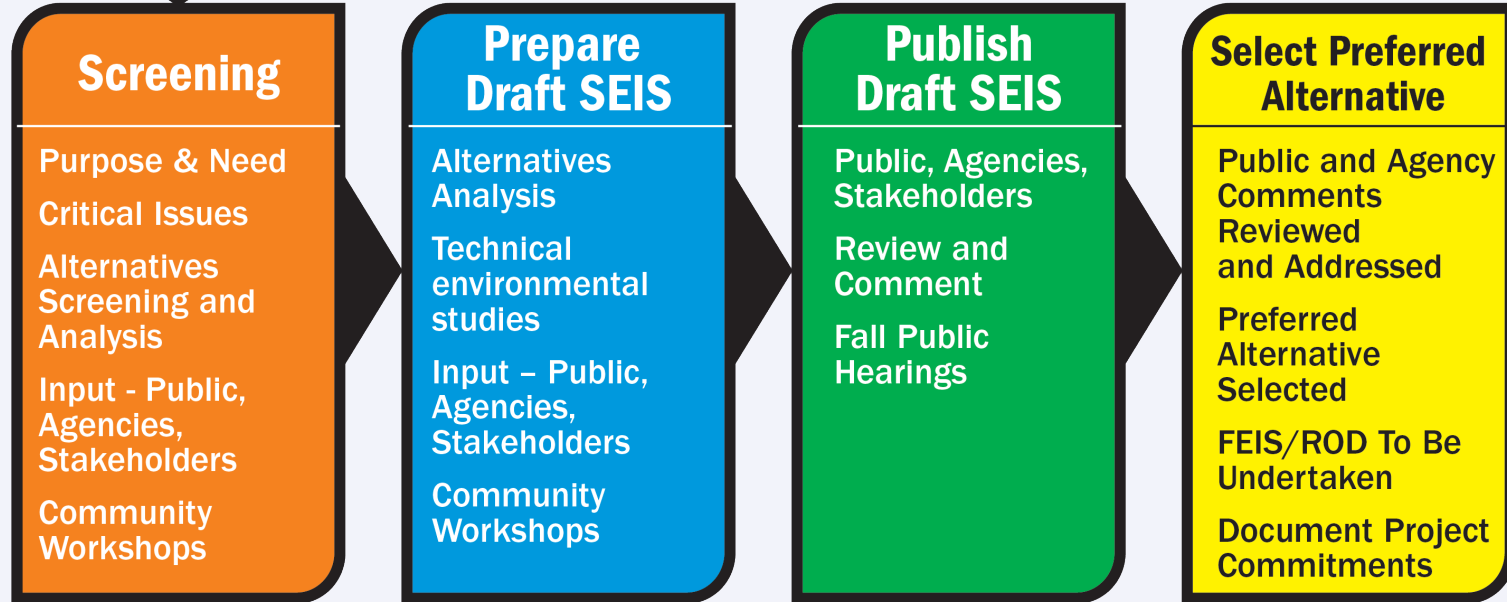 Screening
Purpose & Need
Critical Issues
Alternatives
Screening and
Analysis
Input - Public,
Agencies,
Stakeholders
Community
Workshops
Prepare
Draft SEIS
Alternatives
Analysis
Technical
environmental
studies
Input – Public,
Agencies,
Stakeholders
Community
Workshops
Publish
Draft SEIS
Public, Agencies,
Stakeholders
Review and
Comment
Fall Public
Hearings
Select Preferred
Alternative
Public and Agency
Comments
Reviewed
and Addressed
Preferred
Alternative
Selected
FEIS/ROD To Be
Undertaken
Document Project
Commitments